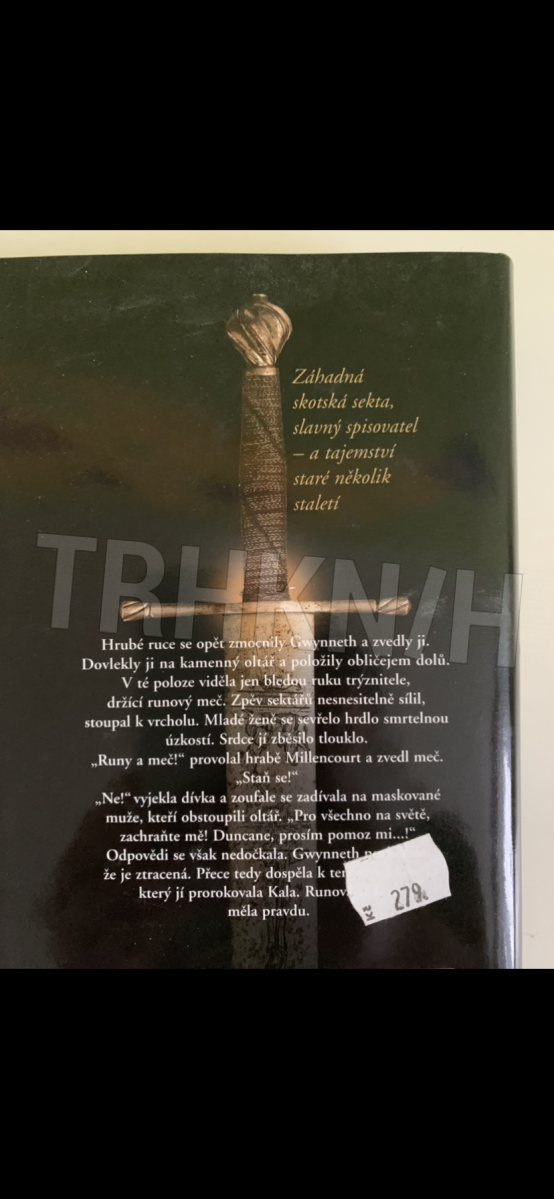 Záhadná
skotská sekta,
slavný spisovatel
– a tajemství
staré několik
staletí
TRHKNIH
Hrubé ruce se opět zmocnily Gwynneth a zvedly ji.
Dovlekly ji na kamenný oltář a položily obličejem dolů.
V té poloze viděla jen bledou ruku trýznitele,
držící runový meč. Zpěv sektářů nesnesitelně sílil,
stoupal k vrcholu. Mladé ženě se sevřelo hrdlo smrtelnou
úzkostí. Srdce jí zběsilo tlouklo.
„Runy a meč!“ provolal hrabě Millencourt a zvedl meč.
„Staň se!“
„Ne!“ vyjekla dívka a zoufale se zadívala na maskované
muže, kteří obstoupili oltář. „Pro všechno na světě,
zachraňte mě! Duncane, prosím pomoz mi...!“
Odpovědi se však nedočkala. Gwynneth
že je ztracená. Přece tedy dospěla k
který jí prorokovala Kala.
měla pravdu.
Kč 279,